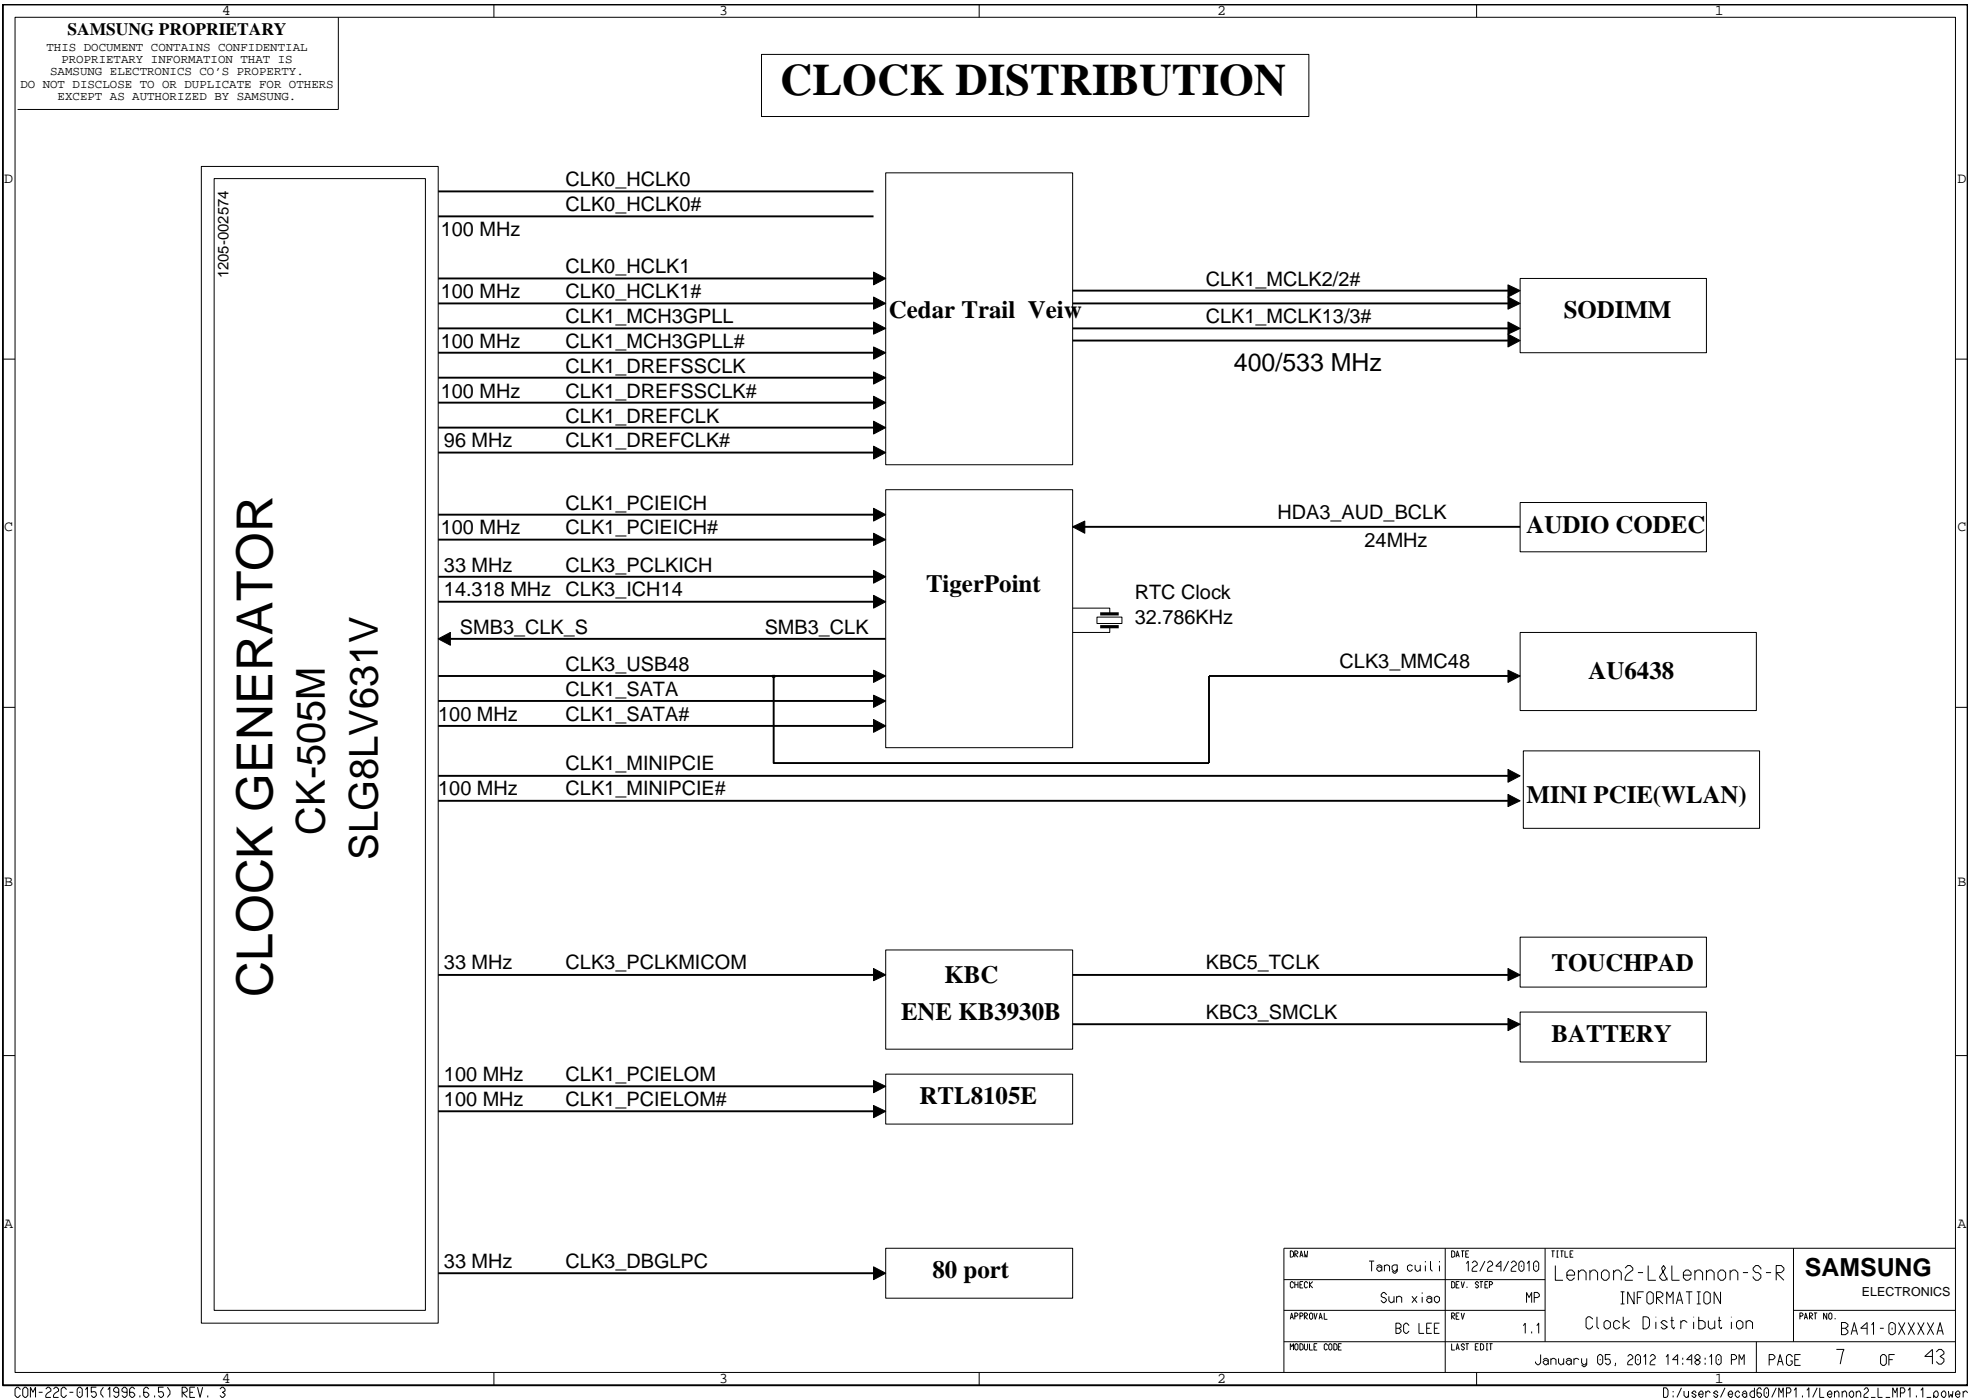 4 3 2 1
SAMSUNG PROPRIETARY
THIS DOCUMENT CONTAINS CONFIDENTIAL
PROPRIETARY INFORMATION THAT IS
SAMSUNG ELECTRONICS CO'S PROPERTY.
DO NOT DISCLOSE TO OR DUPLICATE FOR OTHERS
EXCEPT AS AUTHORIZED BY SAMSUNG.
CLOCK DISTRIBUTION
D D
C C
B B
A A
1205-002574
CLOCK GENERATOR
CK-505M
SLG8LV631V
CLK0_HCLK0
CLK0_HCLK0#
100 MHz
CLK0_HCLK1
100 MHz CLK0_HCLK1#
CLK1_MCH3GPLL
100 MHz CLK1_MCH3GPLL#
CLK1_DREFSSCLK
100 MHz CLK1_DREFSSCLK#
CLK1_DREFCLK
96 MHz CLK1_DREFCLK#
Cedar Trail Veiw
CLK1_MCLK2/2#
CLK1_MCLK13/3#
400/533 MHz
SODIMM
CLK1_PCIEICH
100 MHz CLK1_PCIEICH#
33 MHz CLK3_PCLKICH
14.318 MHz CLK3_ICH14
SMB3_CLK_S SMB3_CLK
CLK3_USB48
CLK1_SATA
100 MHz CLK1_SATA#
TigerPoint
HDA3_AUD_BCLK
24MHz
AUDIO CODEC
RTC Clock
32.786KHz
CLK3_MMC48
AU6438
CLK1_MINIPCIE
100 MHz CLK1_MINIPCIE#
MINI PCIE(WLAN)
33 MHz CLK3_PCLKMICOM
KBC
ENE KB3930B
KBC5_TCLK
TOUCHPAD
KBC3_SMCLK
BATTERY
100 MHz CLK1_PCIELOM
100 MHz CLK1_PCIELOM#
RTL8105E
33 MHz CLK3_DBGLPC
80 port
DRAW Tang cuili
DATE 12/24/2010
CHECK Sun xiao
DEV. STEP MP
APPROVAL BC LEE
REV 1.1
MODULE CODE
LAST EDIT January 05, 2012 14:48:10 PM
TITLE
Lennon2-L&Lennon-S-R
INFORMATION
Clock Distribution
SAMSUNG
ELECTRONICS
PART NO. BA41-0XXXXA
PAGE 7 OF 43
4 3 2 1
COM-22C-015(1996.6.5) REV. 3
D:/users/ecad60/MP1.1/Lennon2_L_MP1.1_power